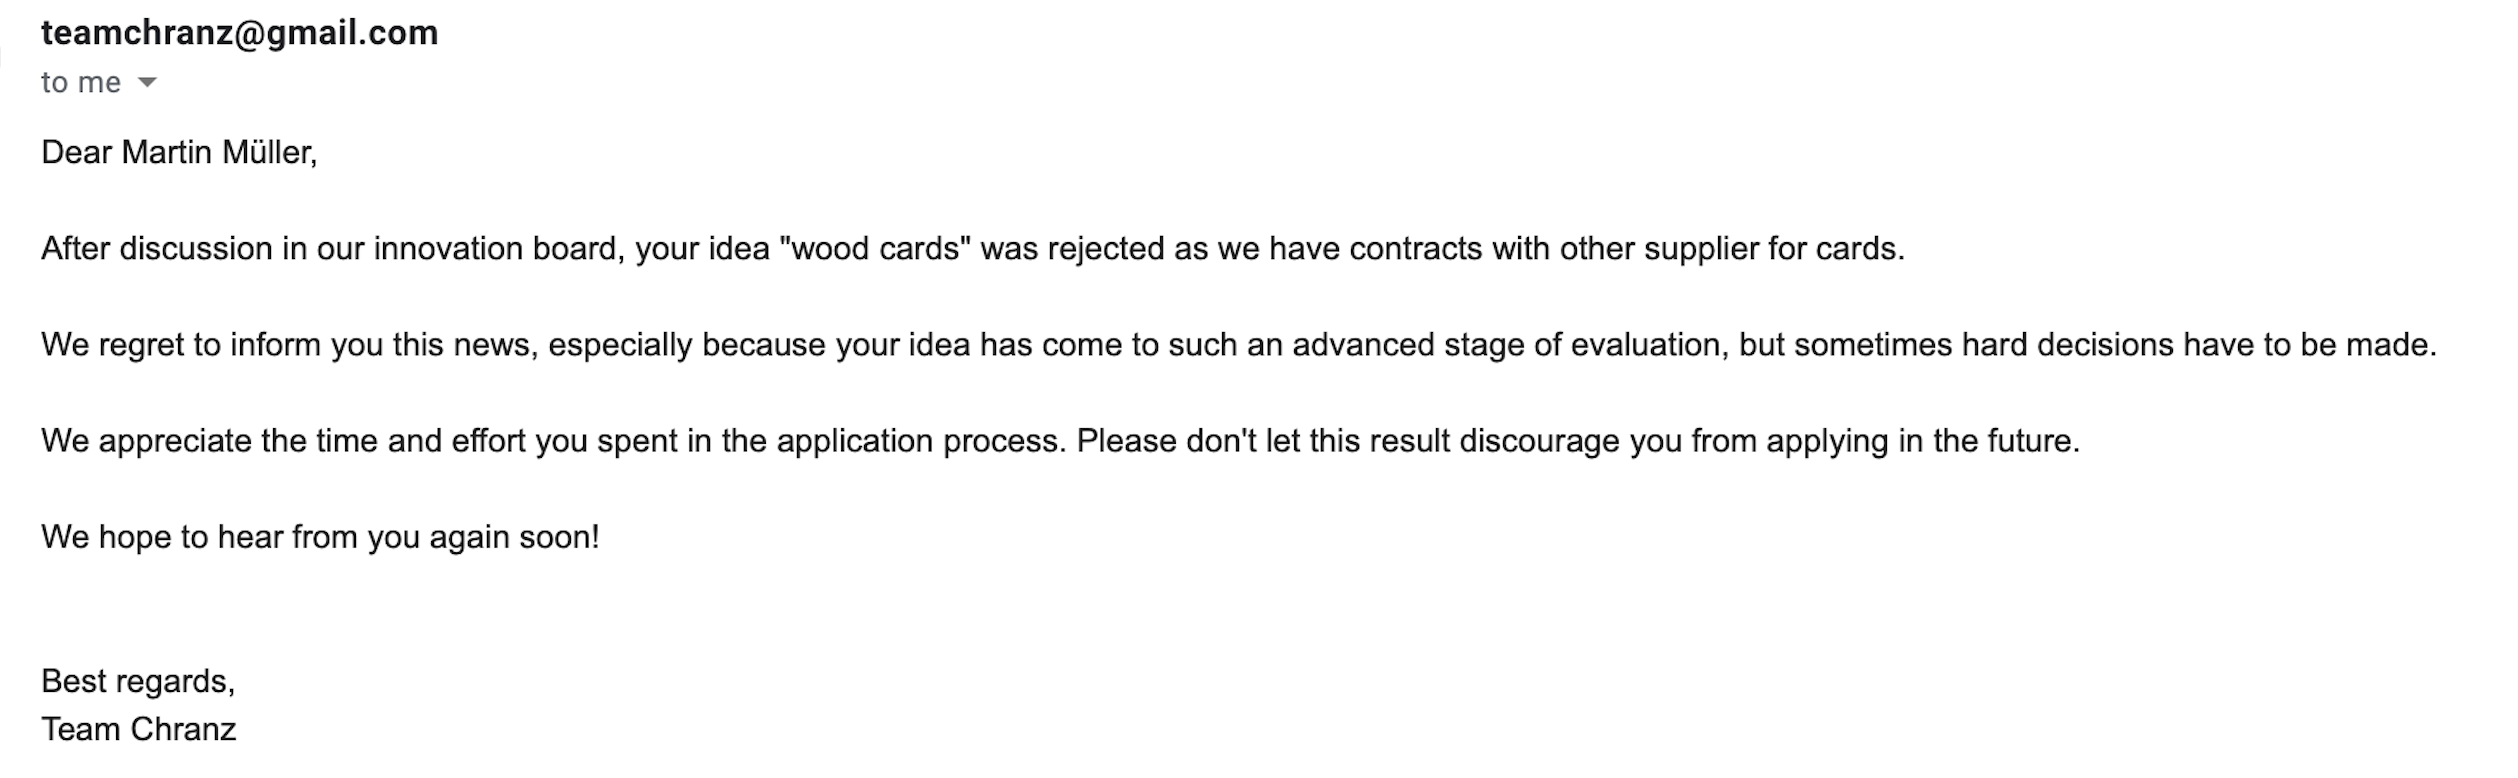 teamchranz@gmail.com
to me
Dear Martin Müller,
After discussion in our innovation board, your idea "wood cards" was rejected as we have contracts with other supplier for cards.
We regret to inform you this news, especially because your idea has come to such an advanced stage of evaluation, but sometimes hard decisions have to be made.
We appreciate the time and effort you spent in the application process. Please don't let this result discourage you from applying in the future.
We hope to hear from you again soon!
Best regards,
Team Chranz